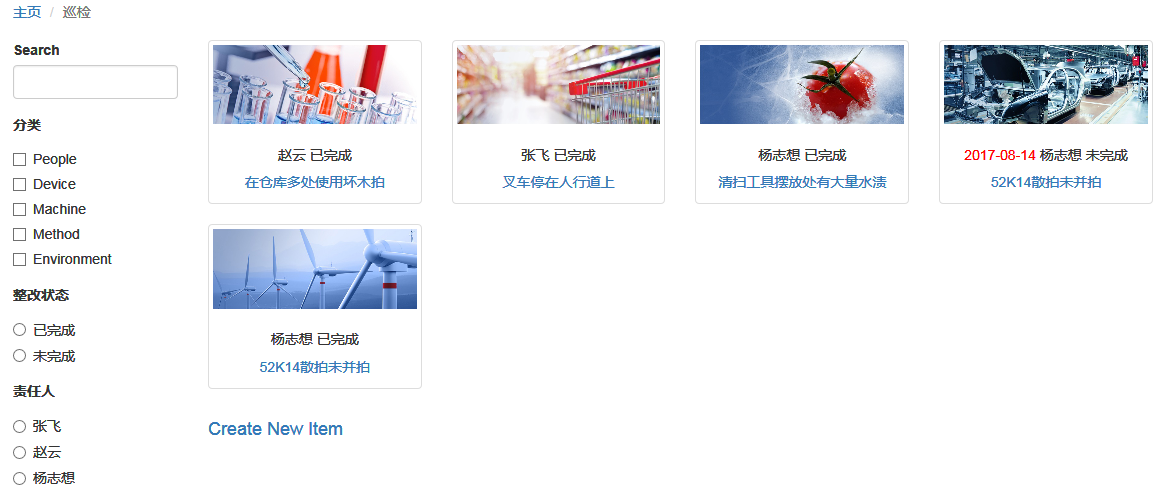 主页 / 巡检
Search
分类
People
Device
Machine
Method
Environment
整改状态
已完成
未完成
责任人
张飞
赵云
杨志想
赵云 已完成
在仓库多处使用坏木拍
张飞 已完成
叉车停在人行道上
杨志想 已完成
清扫工具摆放处有大量水渍
2017-08-14 杨志想 未完成
52K14散拍未并拍
杨志想 已完成
52K14散拍未并拍
Create New Item